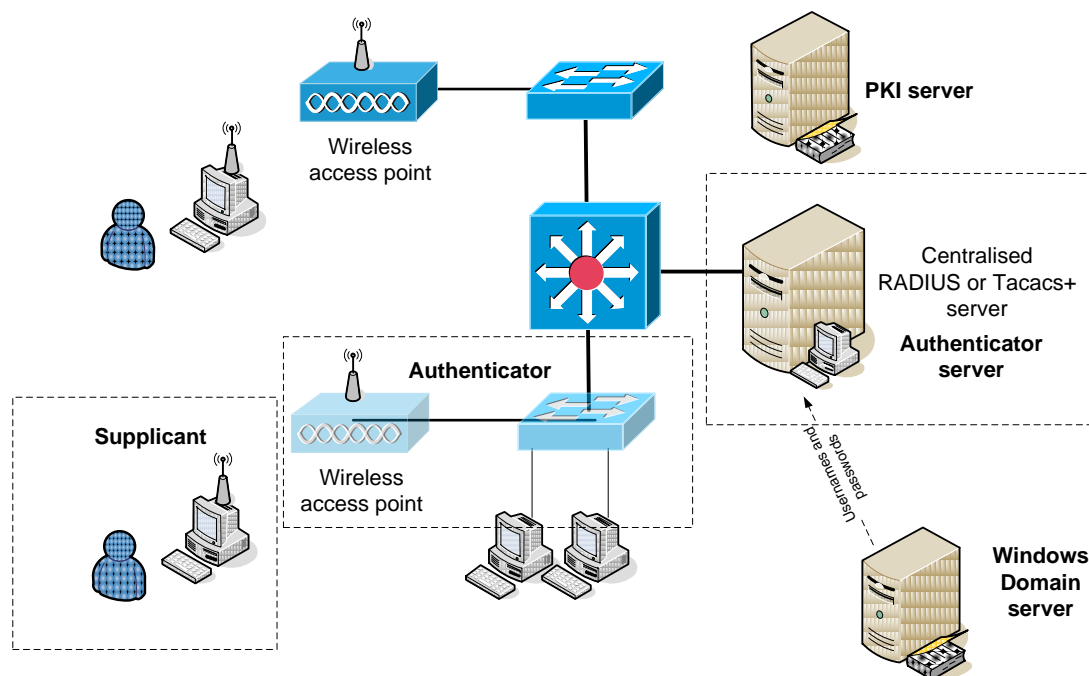 PKI server
Wireless
access point
Centralised
RADIUS or Tacacs+
server
Authenticator
server
Authenticator
Supplicant
Wireless
access point
Usernames and
passwords
Windows
Domain
server